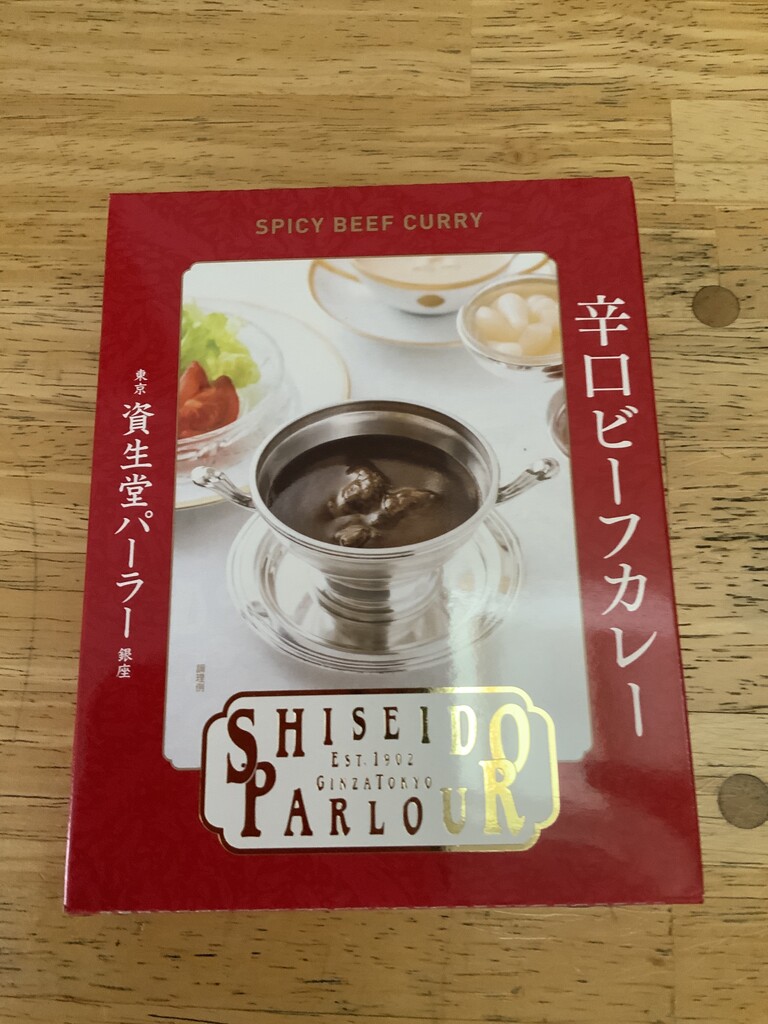 SPICY BEEF CURRY
辛口ビーフカレー
東京 資生堂パーラー 銀座
調理例
SHISEIDO
EST. 1902
GINZA TOKYO
PARLOUR